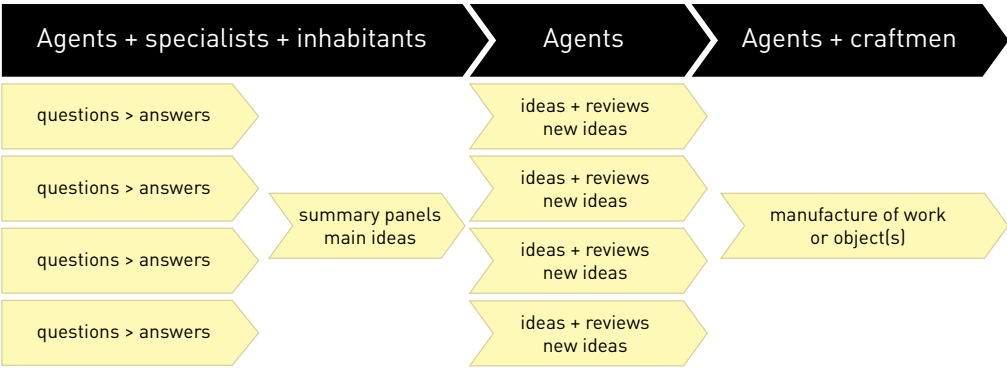 Agents + specialists + inhabitants
Agents
Agents + craftmen
questions > answers
questions > answers
questions > answers
questions > answers
summary panels
main ideas
ideas + reviews
new ideas
ideas + reviews
new ideas
ideas + reviews
new ideas
ideas + reviews
new ideas
manufacture of work
or object(s)